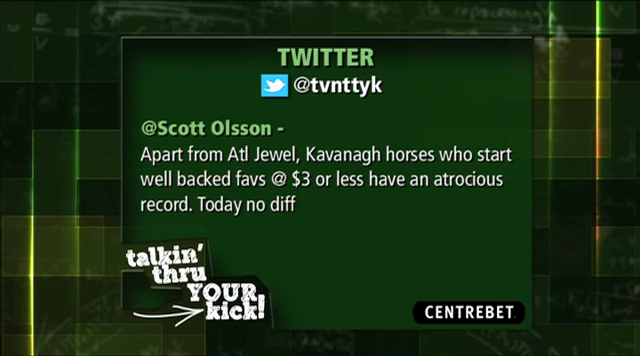 TWITTER
@tvnttyk
@Scott Olsson -
Apart from Atl Jewel, Kavanagh horses who start
well backed favs @ $3 or less have an atrocious
record. Today no diff
talkin'
thru
YOUR
kick!
CENTREBET